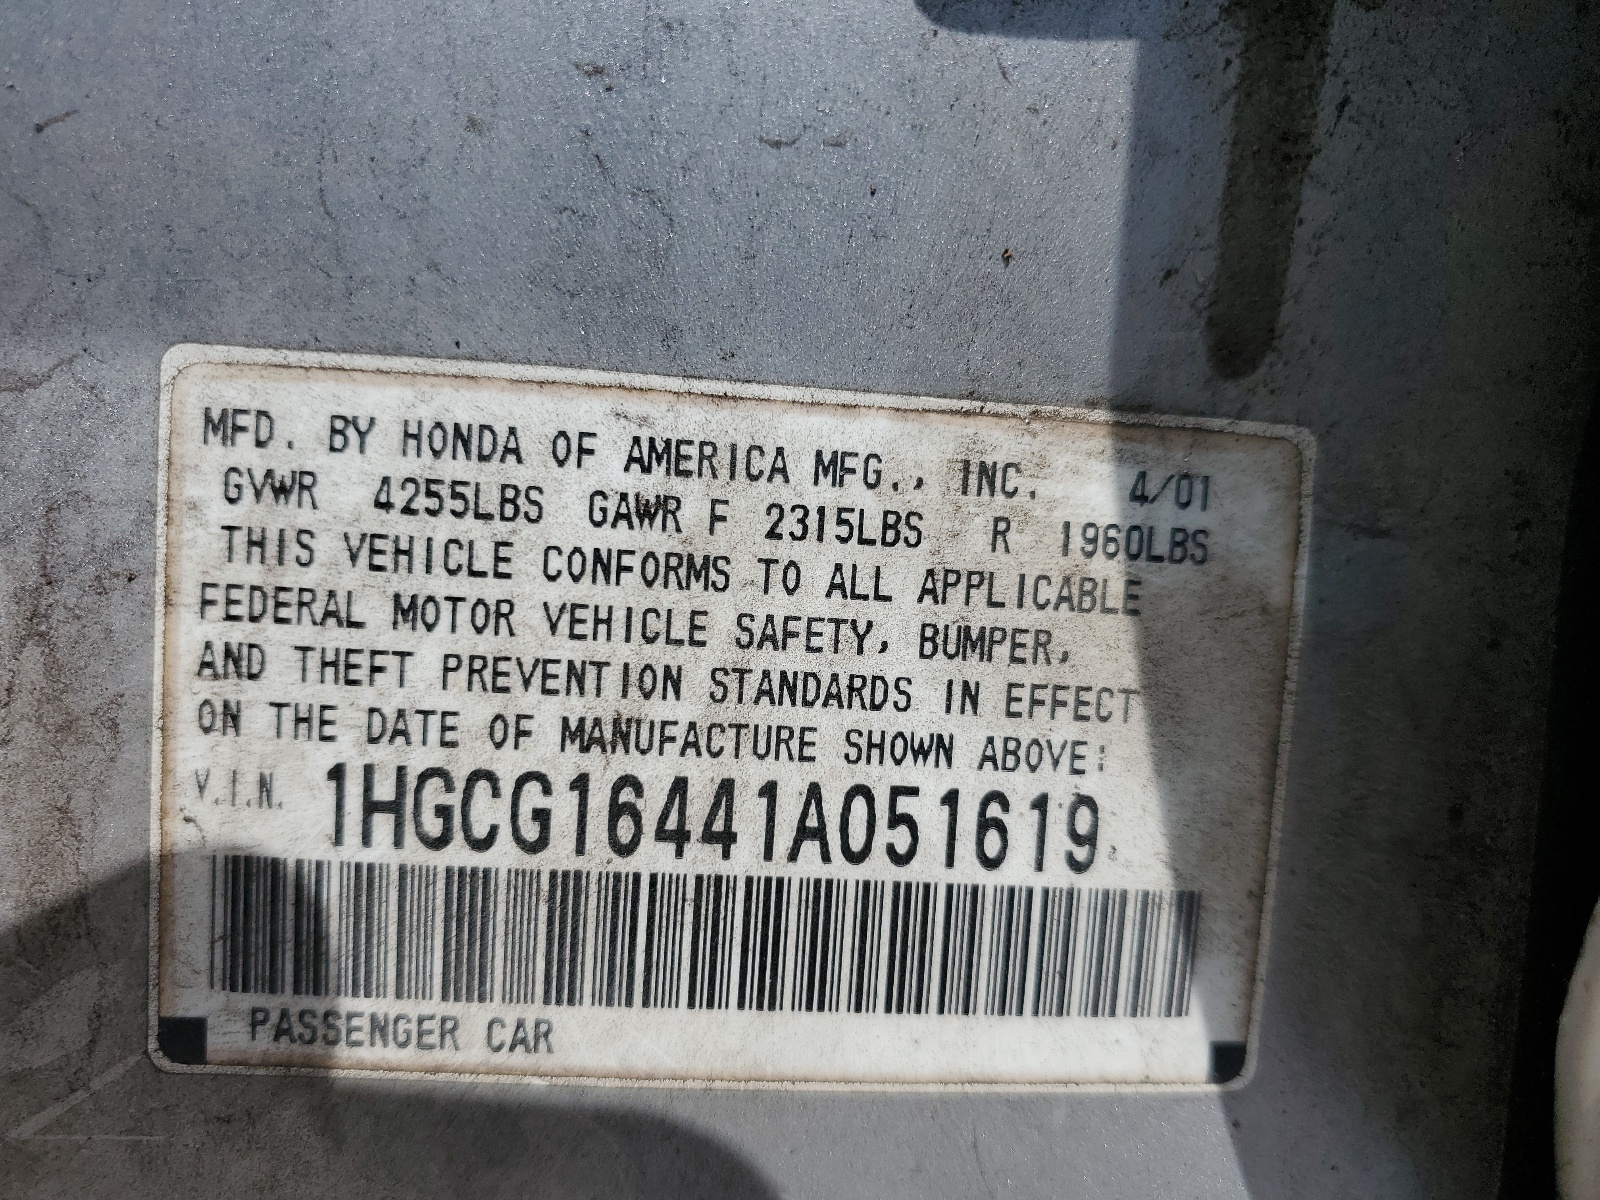 MFD. BY HONDA OF AMERICA MFG., INC. 4/01
GVWR 4255LBS GAWR F 2315LBS R 1960LBS
THIS VEHICLE CONFORMS TO ALL APPLICABLE
FEDERAL MOTOR VEHICLE SAFETY, BUMPER,
AND THEFT PREVENTION STANDARDS IN EFFECT
ON THE DATE OF MANUFACTURE SHOWN ABOVE:
V.I.N. 1HGCG16441A051619
PASSENGER CAR